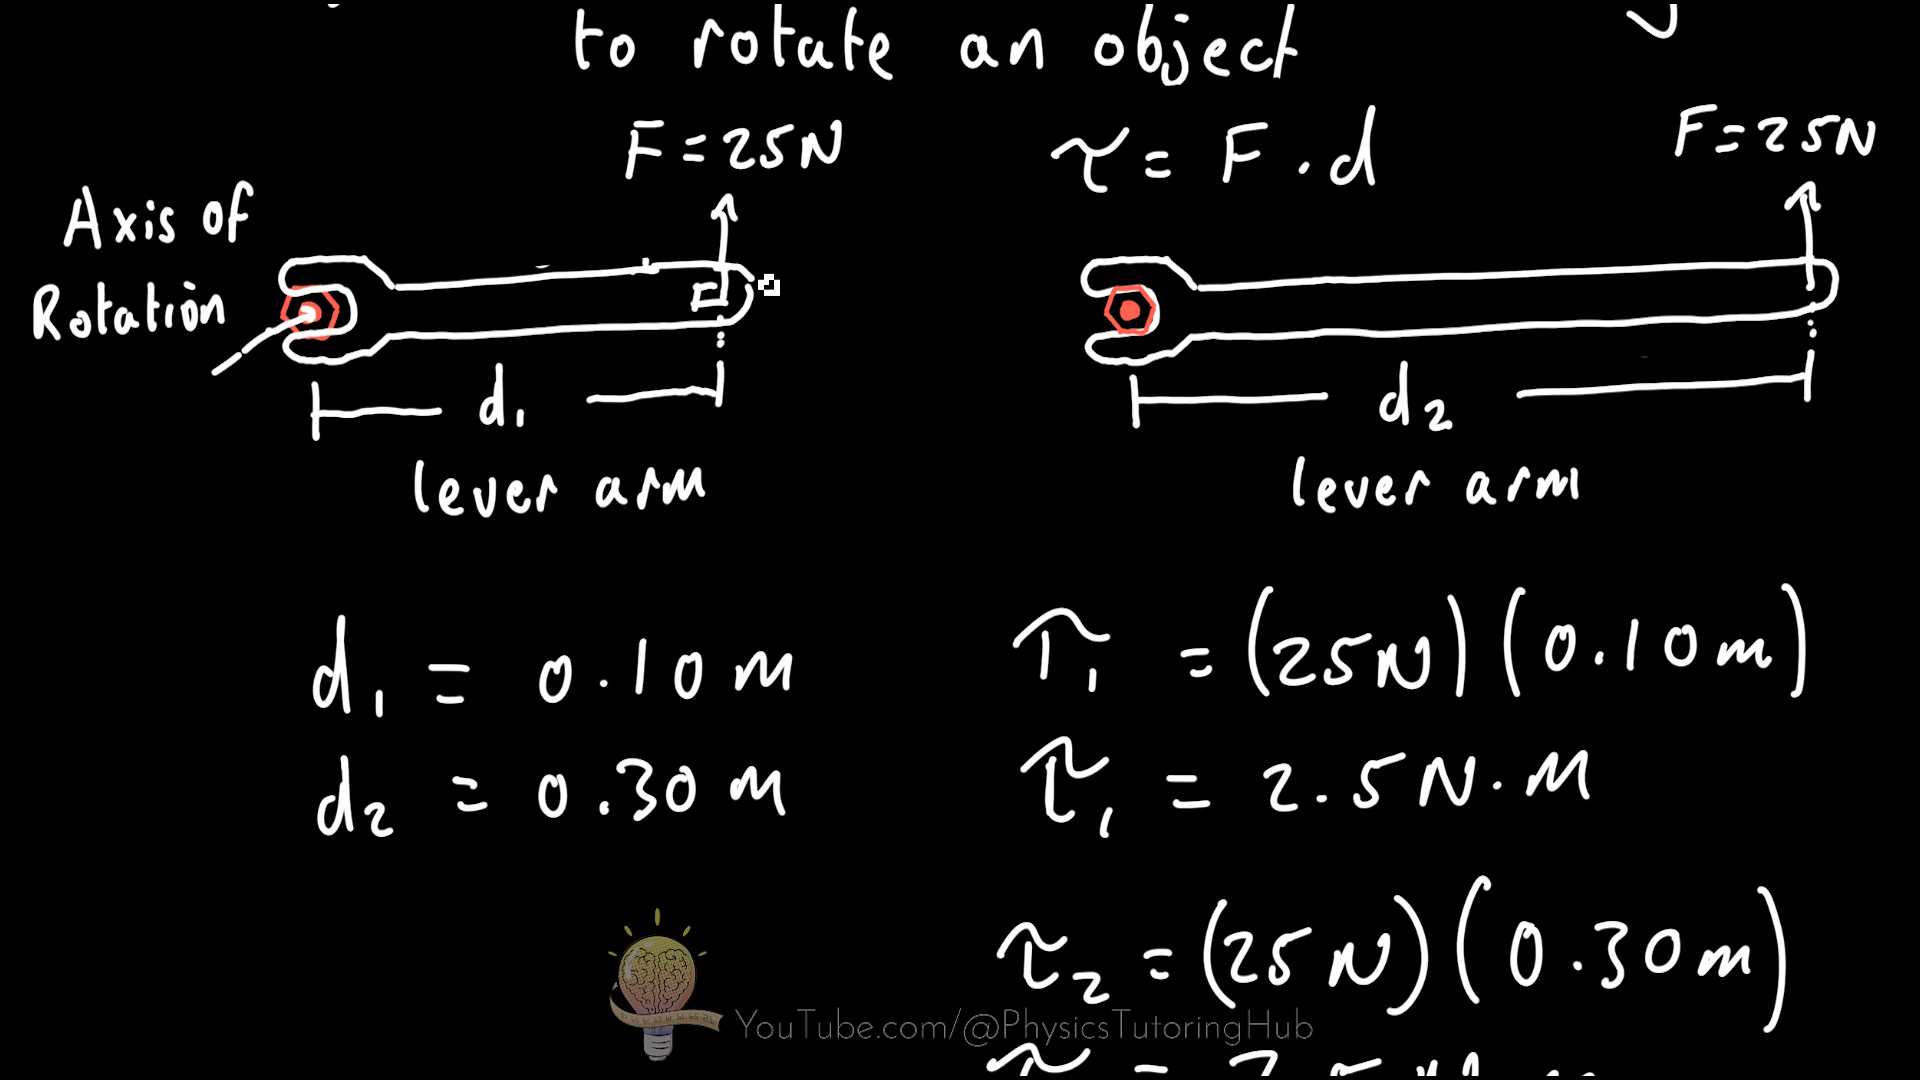 to rotate an object
F = 25N
τ = F . d
F = 25N
Axis of
Rotation
d₁
lever arm
d₂
lever arm
d₁ = 0.10 m
d₂ = 0.30 m
τ₁ = (25N)(0.10m)
τ₁ = 2.5 N·m
τ₂ = (25N)(0.30m)
YouTube.com/@PhysicsTutoringHub